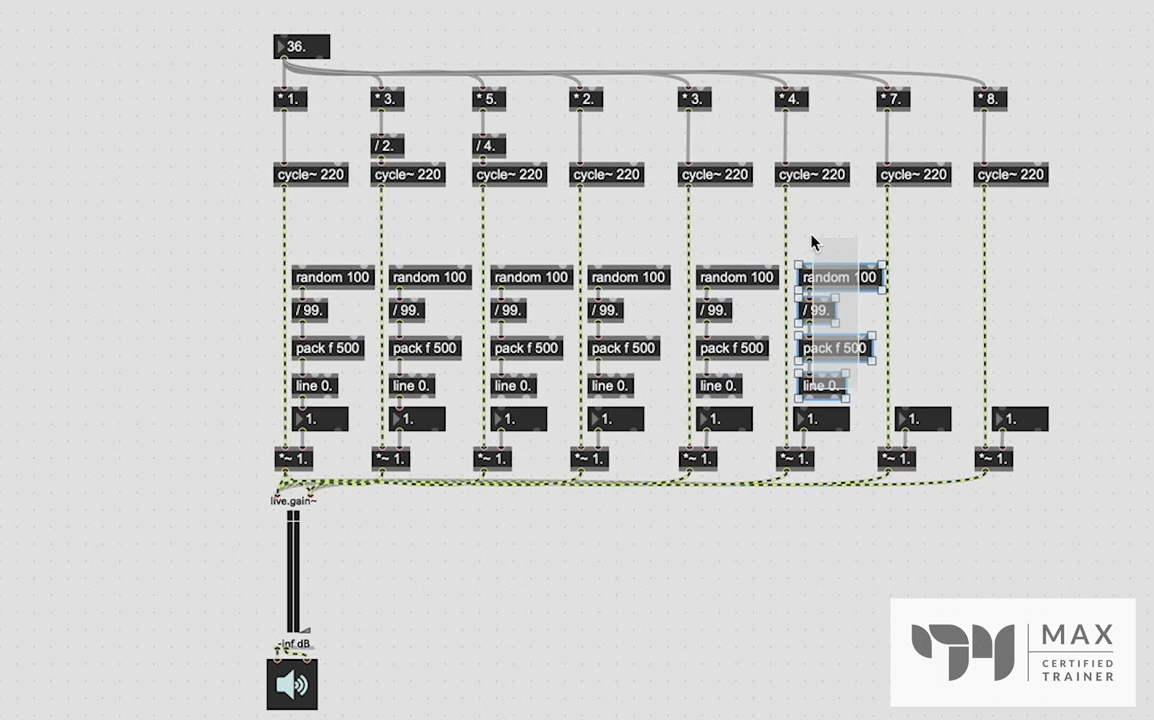 36.
* 1. * 3. * 5. * 2. * 3. * 4. * 7. * 8.
/ 2. / 4.
cycle~ 220 cycle~ 220 cycle~ 220 cycle~ 220 cycle~ 220 cycle~ 220 cycle~ 220 cycle~ 220
random 100 random 100 random 100 random 100 random 100 random 100
/ 99. / 99. / 99. / 99. / 99. / 99.
pack f 500 pack f 500 pack f 500 pack f 500 pack f 500 pack f 500
line 0. line 0. line 0. line 0. line 0. line 0.
1. 1. 1. 1. 1. 1. 1. 1.
*~ 1. *~ 1. *~ 1. *~ 1. *~ 1. *~ 1. *~ 1. *~ 1.
live.gain~
-inf dB
MAX
CERTIFIED
TRAINER